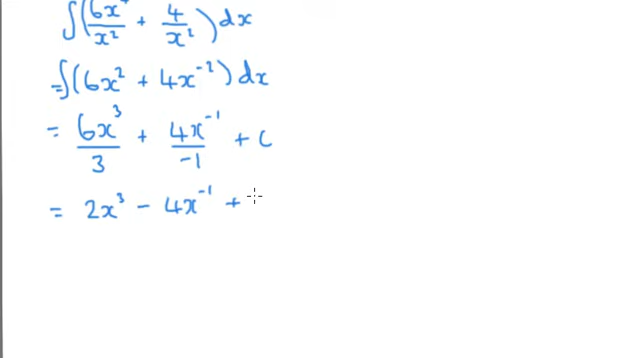 ∫(6x⁴/x² + 4/x²)dx
=∫(6x² + 4x⁻²)dx
= 6x³/3 + 4x⁻¹/-1 + c
= 2x³ - 4x⁻¹ +